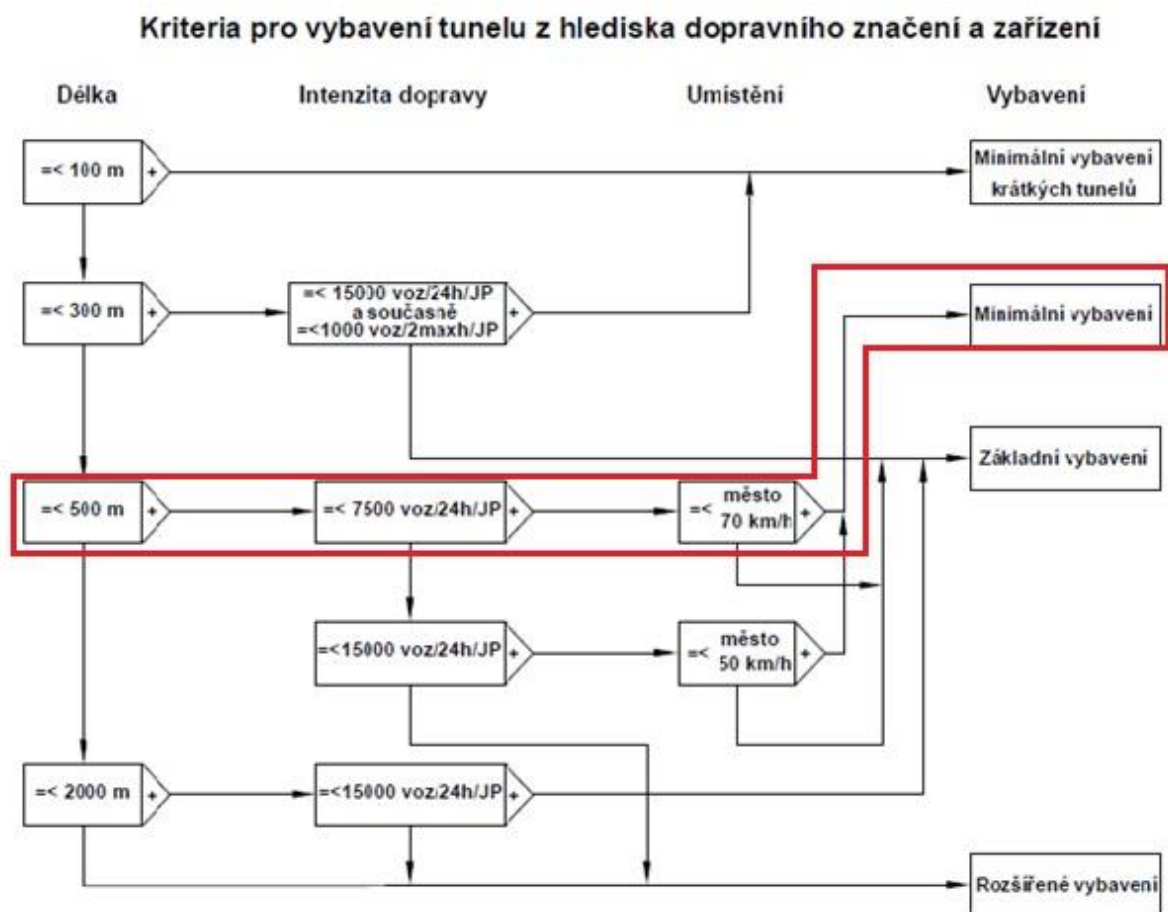 Kriteria pro vybavení tunelu z hlediska dopravního značení a zařízení
Délka
Intenzita dopravy
Umístění
Vybavení
=< 100 m
+
Minimální vybavení
krátkých tunelů
=< 300 m
+
=< 15000 voz/24h/JP
a současně
=<1000 voz/2maxh/JP
+
Minimální vybavení
Základní vybavení
=< 500 m
+
=< 7500 voz/24h/JP
+
=< město
70 km/h
+
=<15000 voz/24h/JP
+
=< město
50 km/h
+
=< 2000 m
+
=<15000 voz/24h/JP
+
Rozšířené vybavení